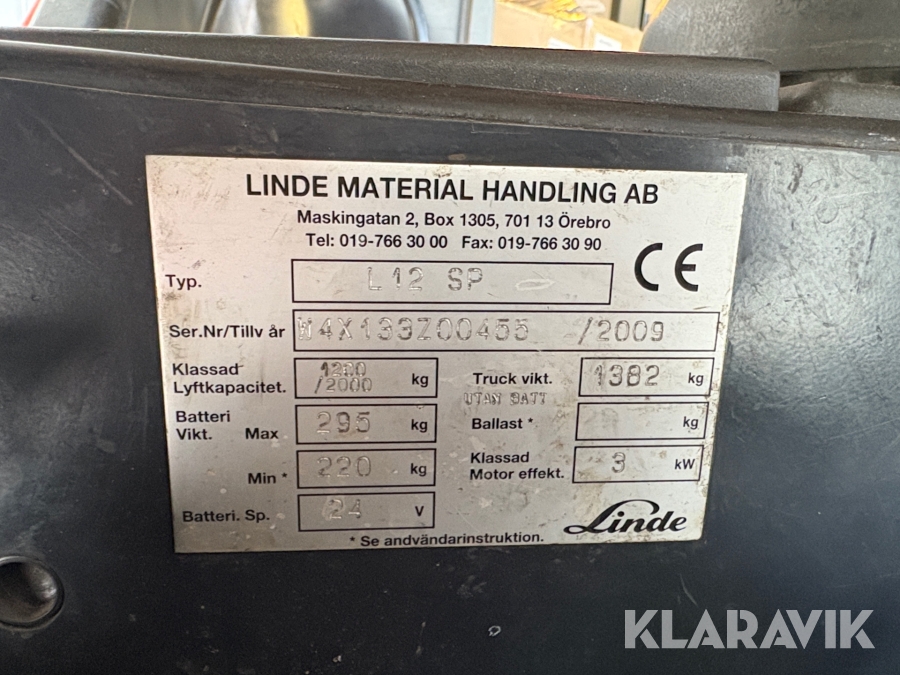 LINDE MATERIAL HANDLING AB
Maskingatan 2, Box 1305, 701 13 Örebro
Tel: 019-766 30 00 Fax: 019-766 30 90
CE
Typ. L12 SP
Ser.Nr/Tillv år W4X133Z00455 /2009
Klassad Lyftkapacitet. 1200 /2000 kg
Truck vikt. 1382 kg
UTAN BATT
Batteri Vikt. Max 295 kg
Ballast * kg
Min * 220 kg
Klassad Motor effekt. 3 kW
Batteri. Sp. 24 V
Linde
* Se andvändarinstruktion.
KLARAVIK